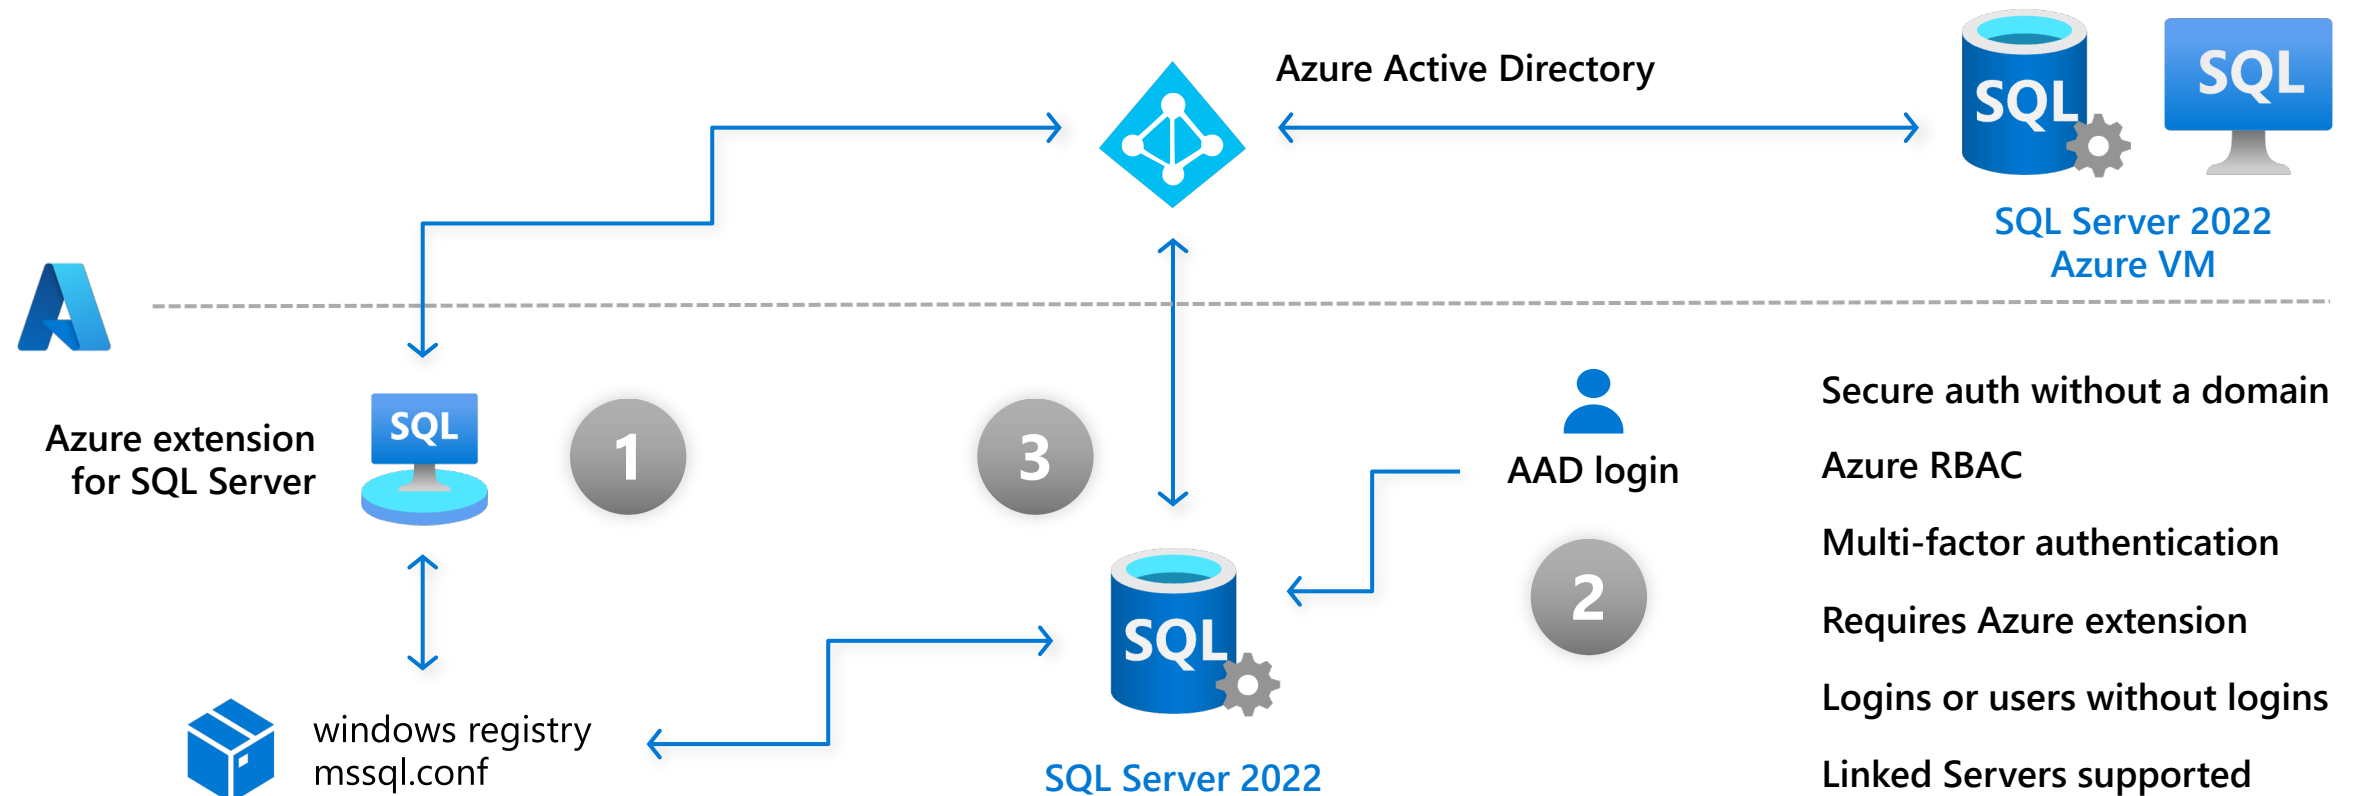 Azure Active Directory
SQL
SQL
SQL Server 2022
Azure VM
Azure extension
for SQL Server
SQL
1
3
AAD login
2
SQL
SQL Server 2022
windows registry
mssql.conf
Secure auth without a domain
Azure RBAC
Multi-factor authentication
Requires Azure extension
Logins or users without logins
Linked Servers supported